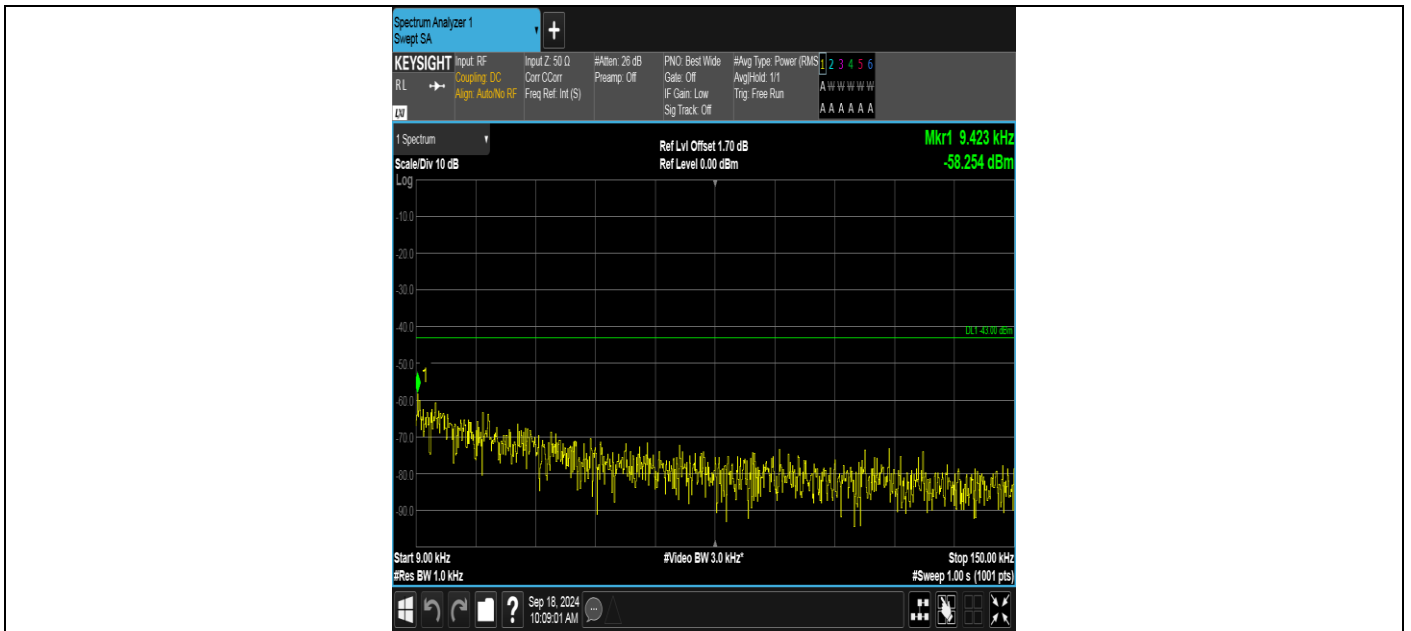 Spectrum Analyzer 1
Swept SA
KEYSIGHT Input: RF Input Z: 50 Ω #Atten: 26 dB PNO: Best Wide #Avg Type: Power (RMS 1 2 3 4 5 6
RL Coupling: DC Corr CCorr Preamp: Off Gate: Off Avg|Hold: 1/1 A W W W W W
Align: Auto/No RF Freq Ref: Int (S) IF Gain: Low Trig: Free Run
LXI Sig Track: Off A A A A A A
1 Spectrum Ref Lvl Offset 1.70 dB Mkr1 9.423 kHz
Scale/Div 10 dB Ref Level 0.00 dBm -58.254 dBm
Log
-10.0
-20.0
-30.0
-40.0
DL1 -43.00 dBm
-50.0
1
-60.0
-70.0
-80.0
-90.0
Start 9.00 kHz #Video BW 3.0 kHz* Stop 150.00 kHz
#Res BW 1.0 kHz #Sweep 1.00 s (1001 pts)
? Sep 18, 2024
10:09:01 AM